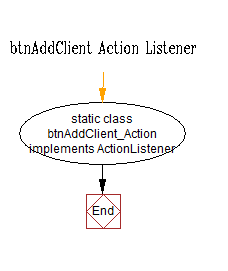 btnAddClient Action Listener
static class
btnAddClient_Action
implements ActionListener
End